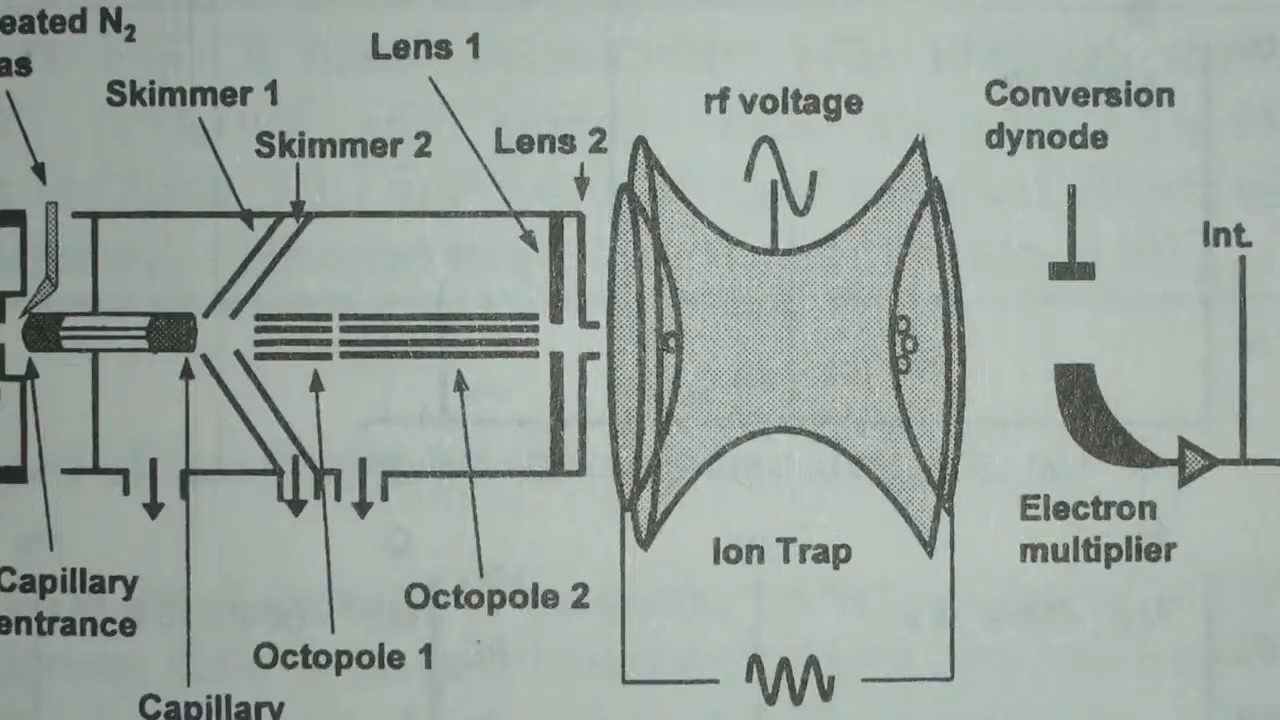 eated N2
as
Skimmer 1
Skimmer 2
Lens 1
Lens 2
rf voltage
Conversion
dynode
Int.
Ion Trap
Electron
multiplier
Capillary
entrance
Octopole 2
Octopole 1
Capillary